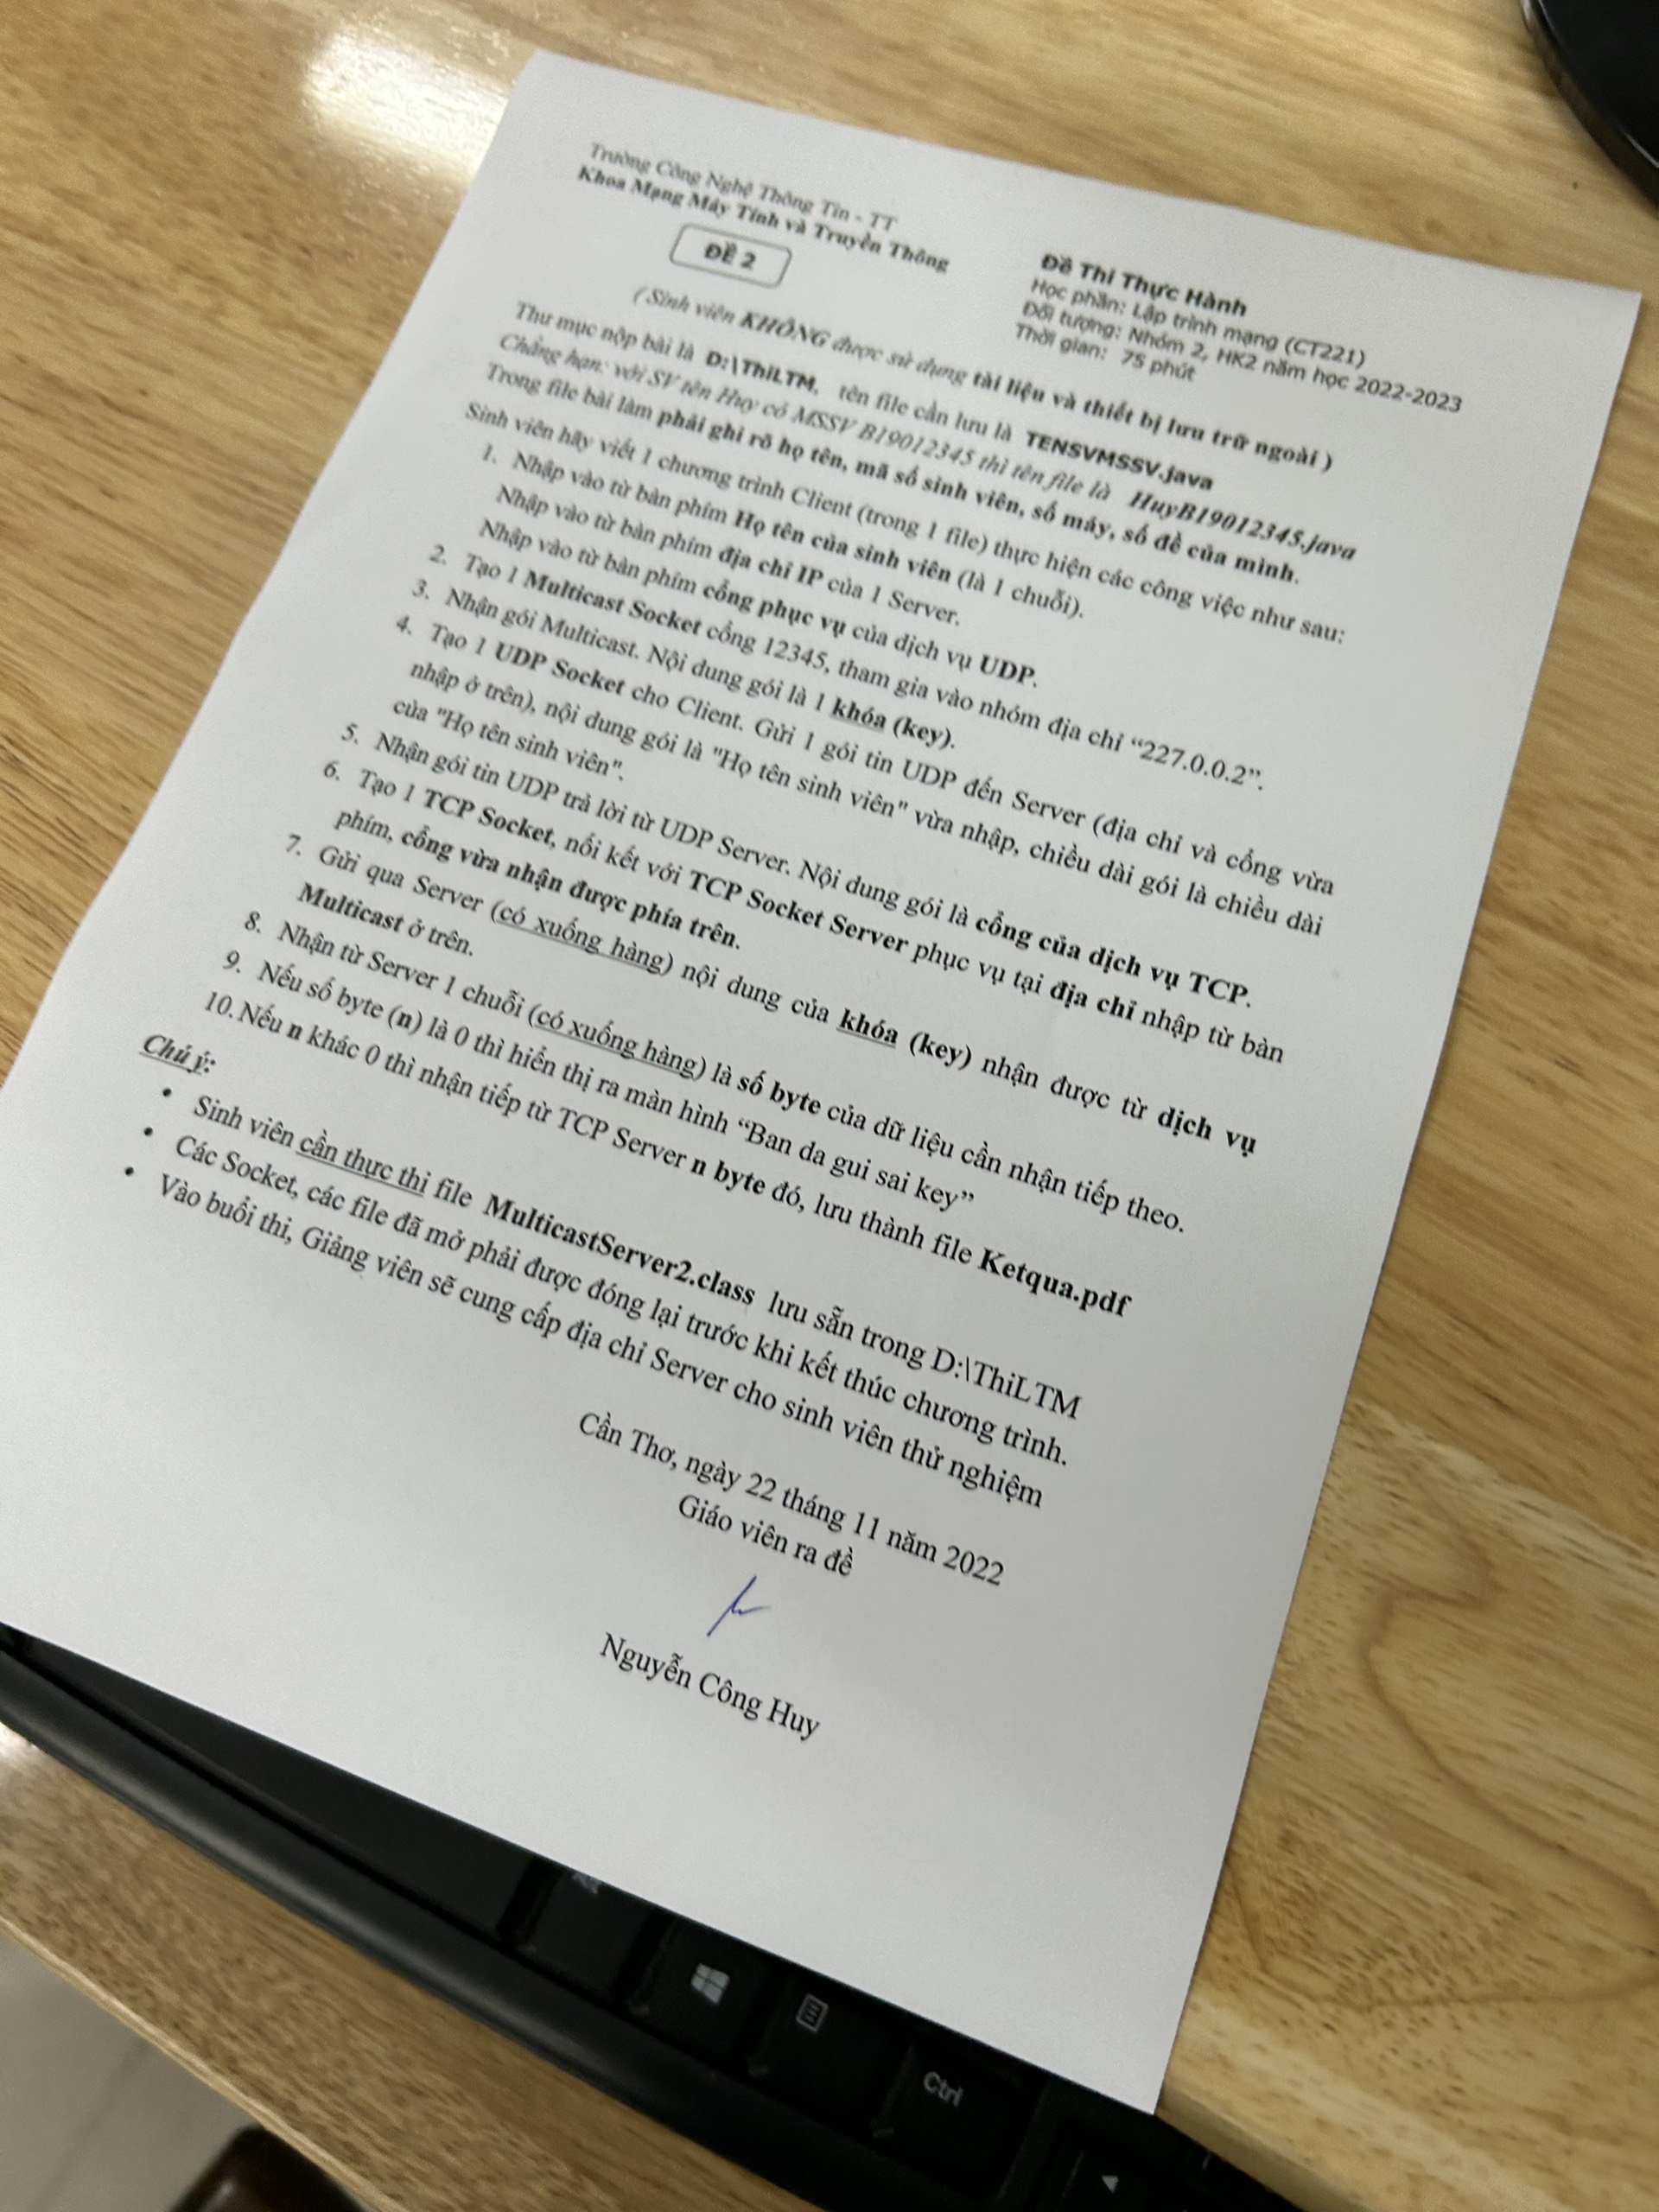 Trường Công Nghệ Thông Tin - TT
Khoa Mạng Máy Tính và Truyền Thông
ĐỀ 2
Đề Thi Thực Hành
Học phần: Lập trình mạng (CT221)
Đối tượng: Nhóm 2, HK2 năm học 2022-2023
Thời gian: 75 phút
( Sinh viên KHÔNG được sử dụng tài liệu và thiết bị lưu trữ ngoài )
Thư mục nộp bài là D:\ThiLTM, tên file cần lưu là TENSVMSSV.java
Chẳng hạn: với SV tên Huy có MSSV B19012345 thì tên file là HuyB19012345.java
Trong file bài làm phải ghi rõ họ tên, mã số sinh viên, số máy, số đề của mình.
Sinh viên hãy viết 1 chương trình Client (trong 1 file) thực hiện các công việc như sau:
1. Nhập vào từ bàn phím Họ tên của sinh viên (là 1 chuỗi).
Nhập vào từ bàn phím địa chỉ IP của 1 Server.
Nhập vào từ bàn phím cổng phục vụ của dịch vụ UDP.
2. Tạo 1 Multicast Socket cổng 12345, tham gia vào nhóm địa chỉ “227.0.0.2”.
3. Nhận gói Multicast. Nội dung gói là 1 khóa (key).
4. Tạo 1 UDP Socket cho Client. Gửi 1 gói tin UDP đến Server (địa chỉ và cổng vừa
nhập ở trên), nội dung gói là "Họ tên sinh viên" vừa nhập, chiều dài gói là chiều dài
của "Họ tên sinh viên".
5. Nhận gói tin UDP trả lời từ UDP Server. Nội dung gói là cổng của dịch vụ TCP.
6. Tạo 1 TCP Socket, nối kết với TCP Socket Server phục vụ tại địa chỉ nhập từ bàn
phím, cổng vừa nhận được phía trên.
7. Gửi qua Server (có xuống hàng) nội dung của khóa (key) nhận được từ dịch vụ
Multicast ở trên.
8. Nhận từ Server 1 chuỗi (có xuống hàng) là số byte của dữ liệu cần nhận tiếp theo.
9. Nếu số byte (n) là 0 thì hiển thị ra màn hình “Ban da gui sai key”
10. Nếu n khác 0 thì nhận tiếp từ TCP Server n byte đó, lưu thành file Ketqua.pdf
Chú ý:
• Sinh viên cần thực thi file MulticastServer2.class lưu sẵn trong D:\ThiLTM
• Các Socket, các file đã mở phải được đóng lại trước khi kết thúc chương trình.
• Vào buổi thi, Giảng viên sẽ cung cấp địa chỉ Server cho sinh viên thử nghiệm
Cần Thơ, ngày 22 tháng 11 năm 2022
Giáo viên ra đề
Nguyễn Công Huy
Ctrl